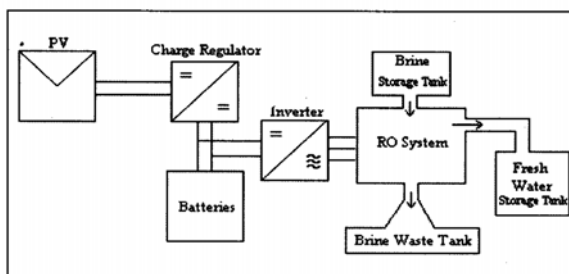 PV
Charge Regulator
Inverter
Batteries
Brine
Storage Tank
RO System
Fresh
Water
Storage Tank
Brine Waste Tank